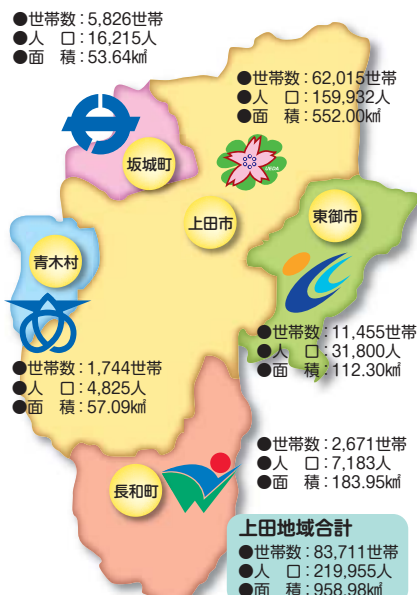 ●世帯数:5,826世帯
●人　口:16,215人
●面　積:53.64㎢
●世帯数:62,015世帯
●人　口:159,932人
●面　積:552.00㎢
坂城町
UEDA
上田市
東御市
青木村
●世帯数:11,455世帯
●人　口:31,800人
●面　積:112.30㎢
●世帯数:1,744世帯
●人　口:4,825人
●面　積:57.09㎢
●世帯数:2,671世帯
●人　口:7,183人
●面　積:183.95㎢
長和町
上田地域合計
●世帯数:83,711世帯
●人　口:219,955人
●面　積:958.98㎢